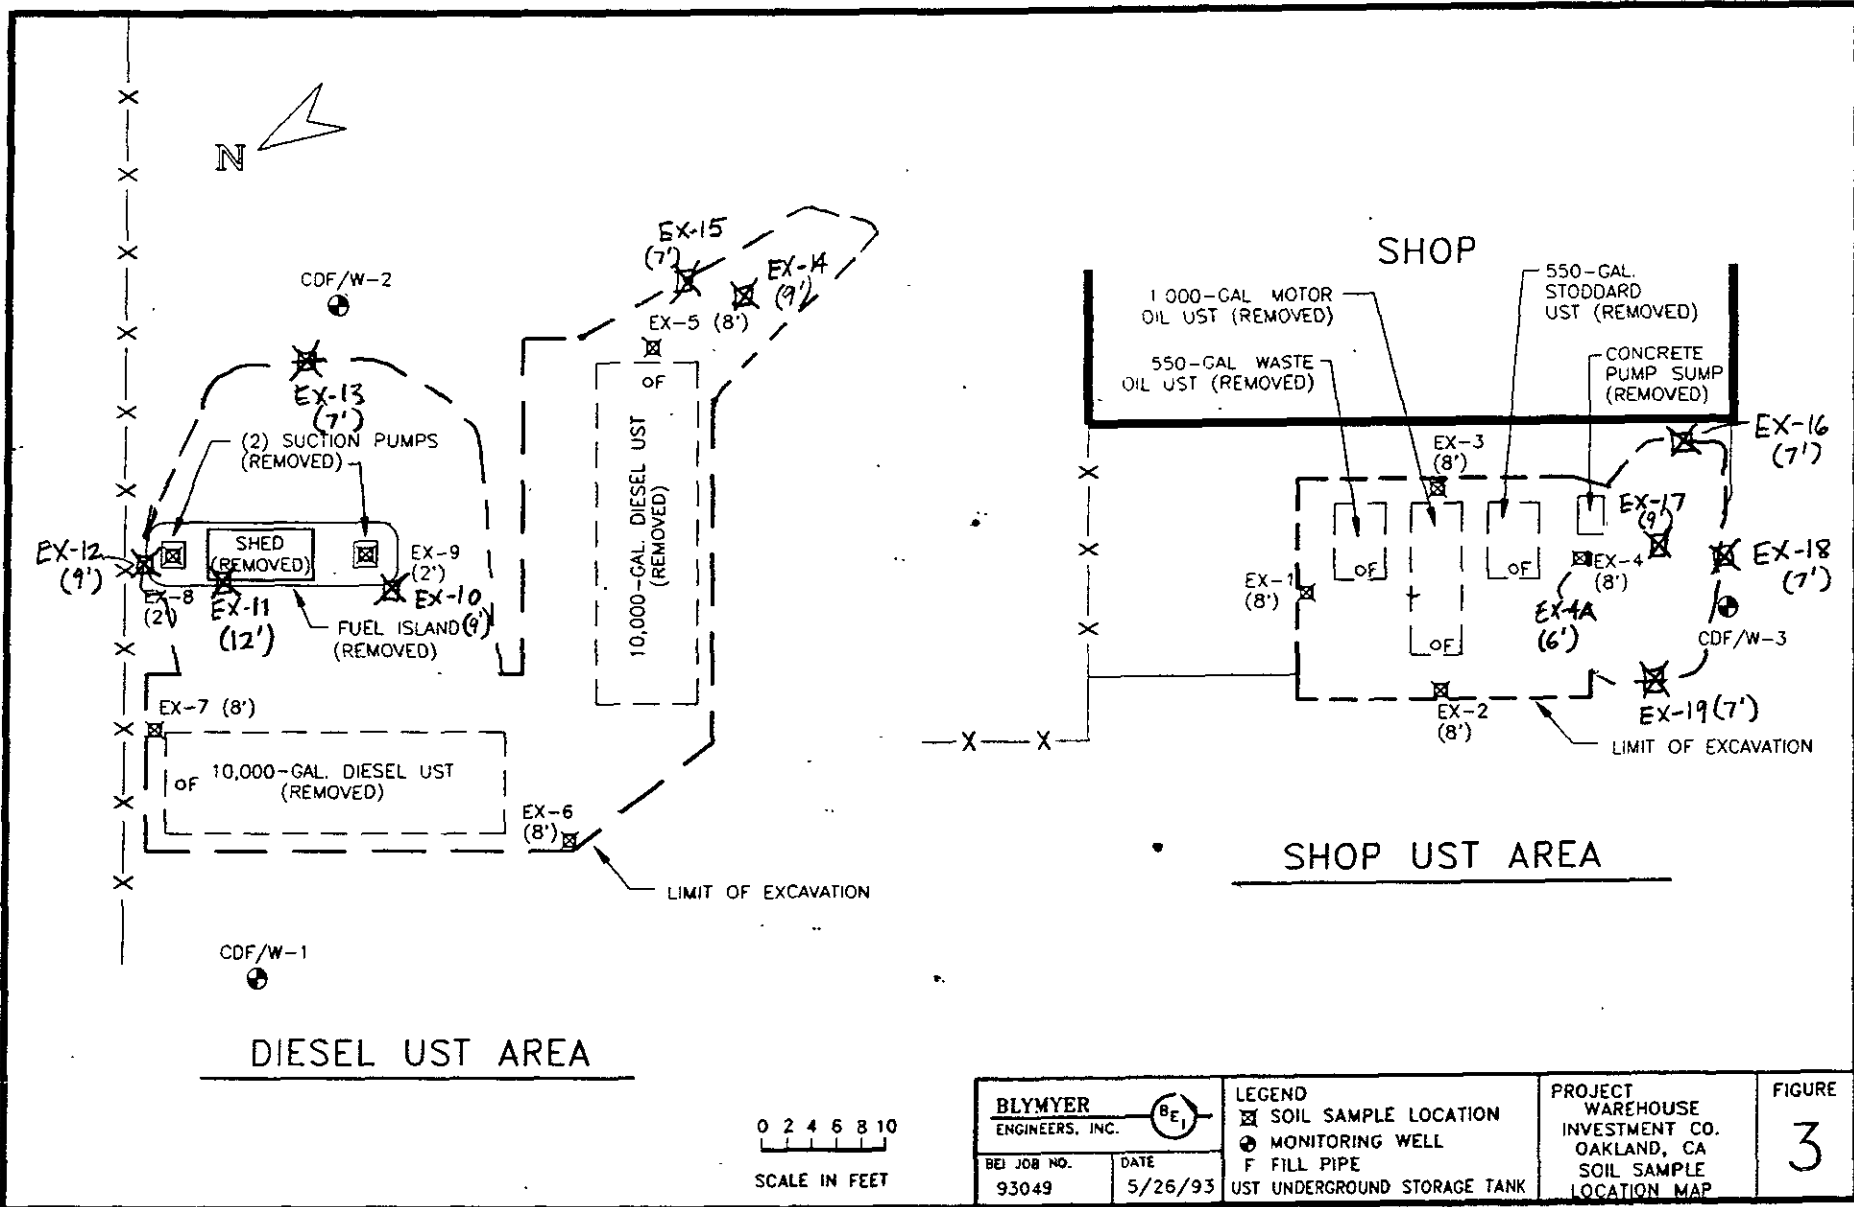 N
CDF/W-2
EX-15
(7')
EX-14
(9')
EX-5 (8')
EX-13
(7')
(2) SUCTION PUMPS
(REMOVED)
oF
10,000-GAL. DIESEL UST
(REMOVED)
SHED
(REMOVED)
EX-12
(9')
EX-9
(2')
EX-8
(2')
EX-11
(12')
EX-10
(9')
FUEL ISLAND
(REMOVED)
EX-7 (8')
oF
10,000-GAL. DIESEL UST
(REMOVED)
EX-6
(8')
LIMIT OF EXCAVATION
CDF/W-1
DIESEL UST AREA
SHOP
1 000-GAL MOTOR
OIL UST (REMOVED)
550-GAL.
STODDARD
UST (REMOVED)
550-GAL WASTE
OIL UST (REMOVED)
CONCRETE
PUMP SUMP
(REMOVED)
EX-3
(8')
EX-16
(7')
EX-17
(9')
EX-1
(8')
oF
oF
oF
EX-4
(8')
EX-18
(7')
EX-4A
(6')
CDF/W-3
EX-2
(8')
EX-19 (7')
LIMIT OF EXCAVATION
SHOP UST AREA
0 2 4 6 8 10
SCALE IN FEET
BLYMYER
ENGINEERS, INC.
BEI
BEI JOB NO.
93049
DATE
5/26/93
LEGEND
SOIL SAMPLE LOCATION
MONITORING WELL
F FILL PIPE
UST UNDERGROUND STORAGE TANK
PROJECT
WAREHOUSE
INVESTMENT CO.
OAKLAND, CA
SOIL SAMPLE
LOCATION MAP
FIGURE
3